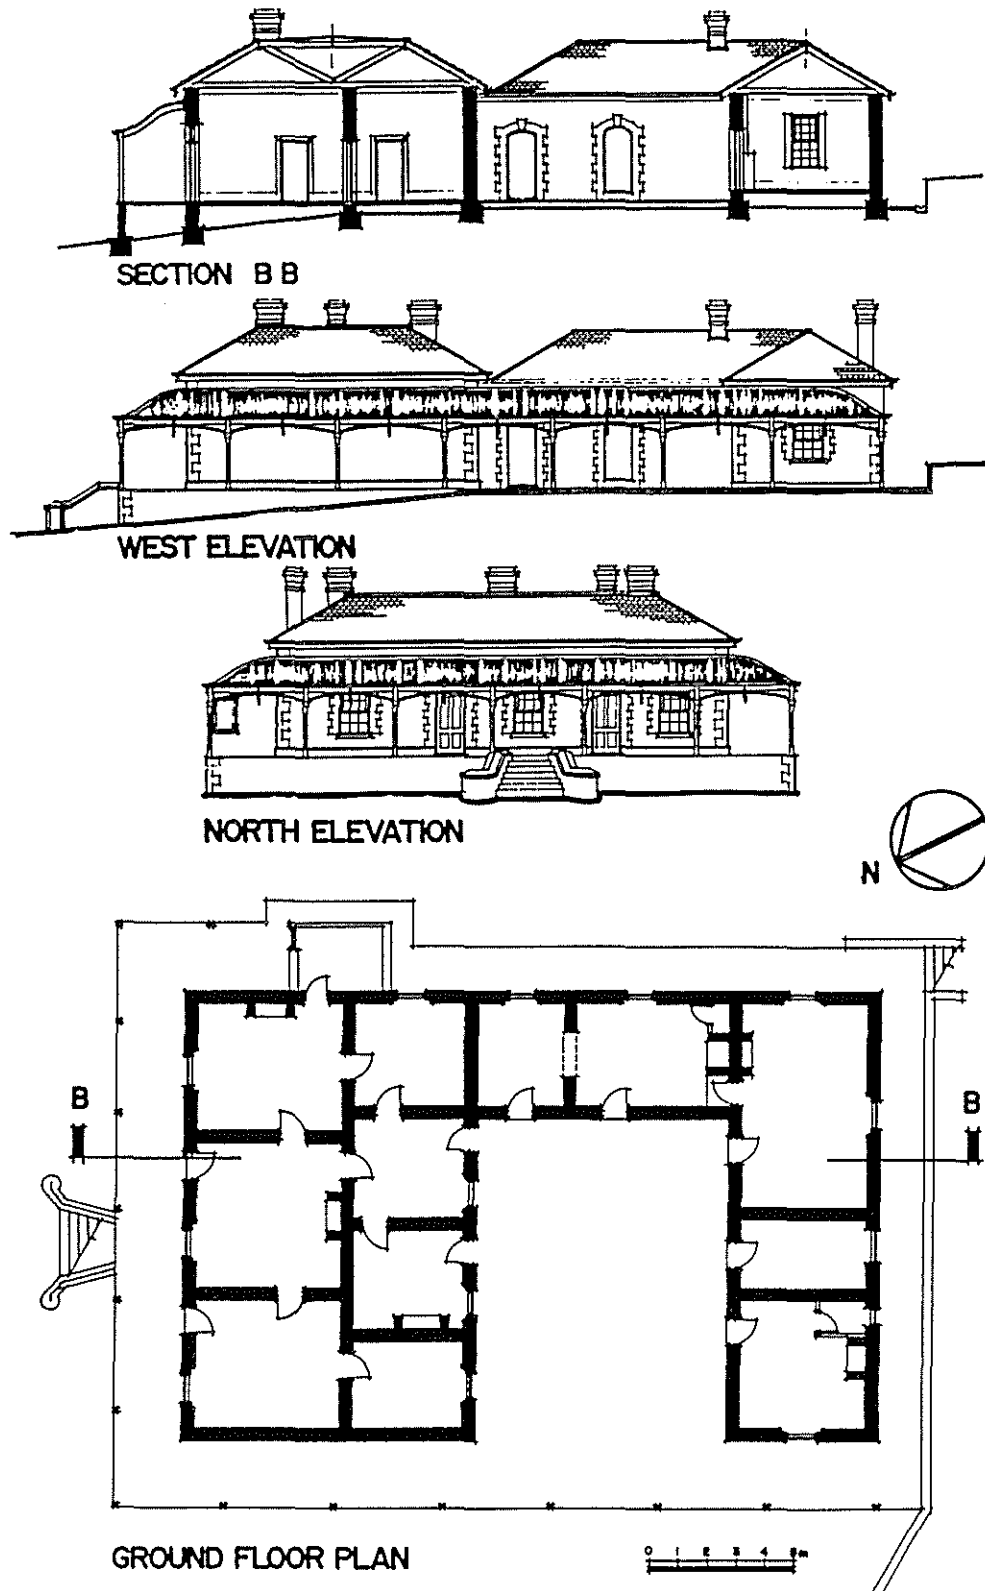 SECTION B B
WEST ELEVATION
NORTH ELEVATION
N
B
B
GROUND FLOOR PLAN
0 1 2 3 4 5m